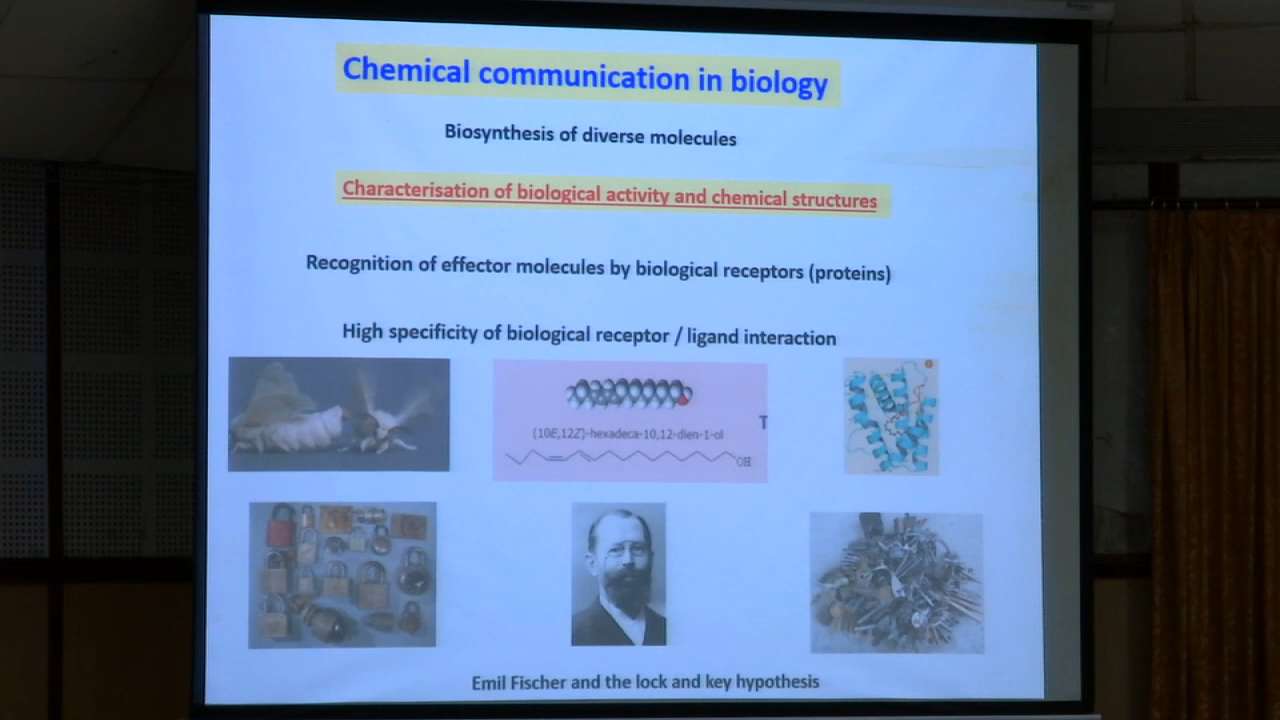 Chemical communication in biology
Biosynthesis of diverse molecules
Characterisation of biological activity and chemical structures
Recognition of effector molecules by biological receptors (proteins)
High specificity of biological receptor / ligand interaction
T
(10E,12Z)-hexadeca-10,12-dien-1-ol
OH
Emil Fischer and the lock and key hypothesis